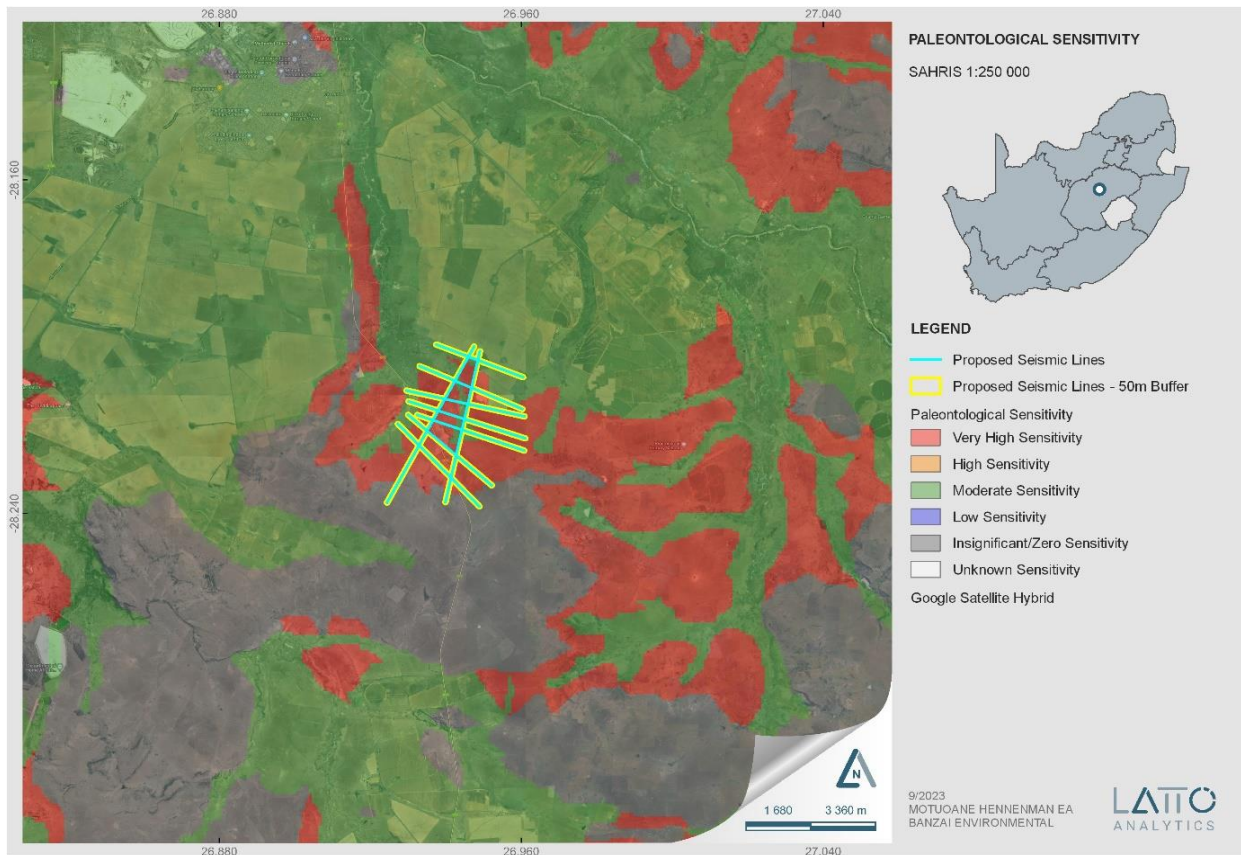 26.880
26.960
27.040
-28.160
-28.240
26.880
26.960
27.040
PALEONTOLOGICAL SENSITIVITY
SAHRIS 1:250 000
LEGEND
Proposed Seismic Lines
Proposed Seismic Lines - 50m Buffer
Paleontological Sensitivity
Very High Sensitivity
High Sensitivity
Moderate Sensitivity
Low Sensitivity
Insignificant/Zero Sensitivity
Unknown Sensitivity
Google Satellite Hybrid
N
1 680 3 360 m
9/2023
MOTUOANE HENNENMAN EA
BANZAI ENVIRONMENTAL
LATTO
ANALYTICS